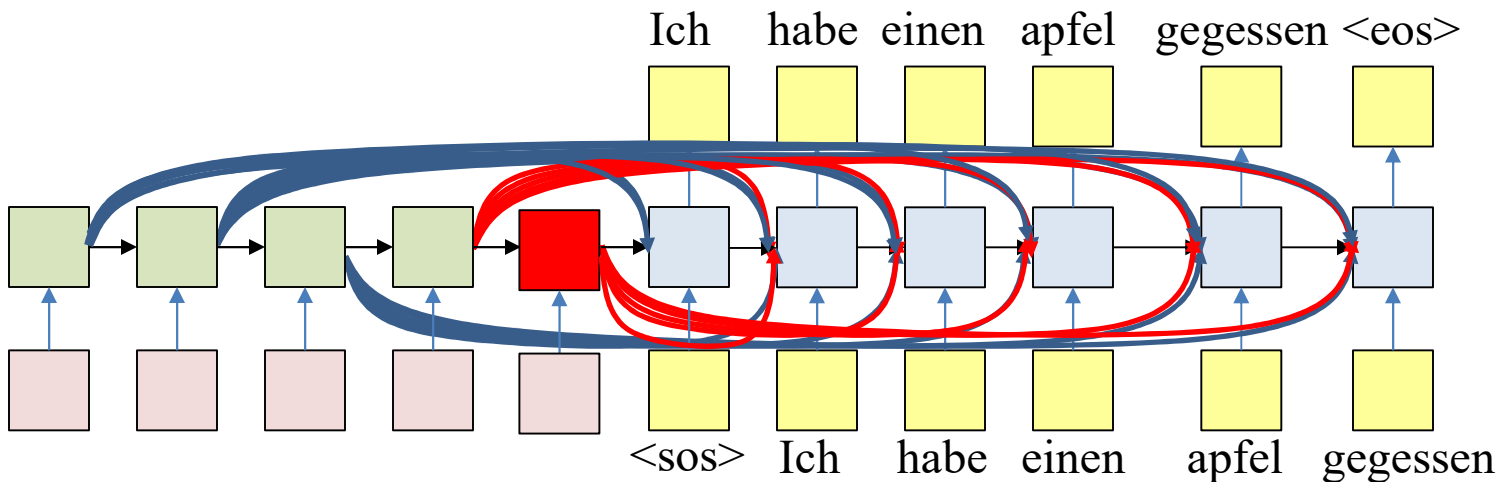 Ich habe einen apfel gegessen <eos>
<sos> Ich habe einen apfel gegessen